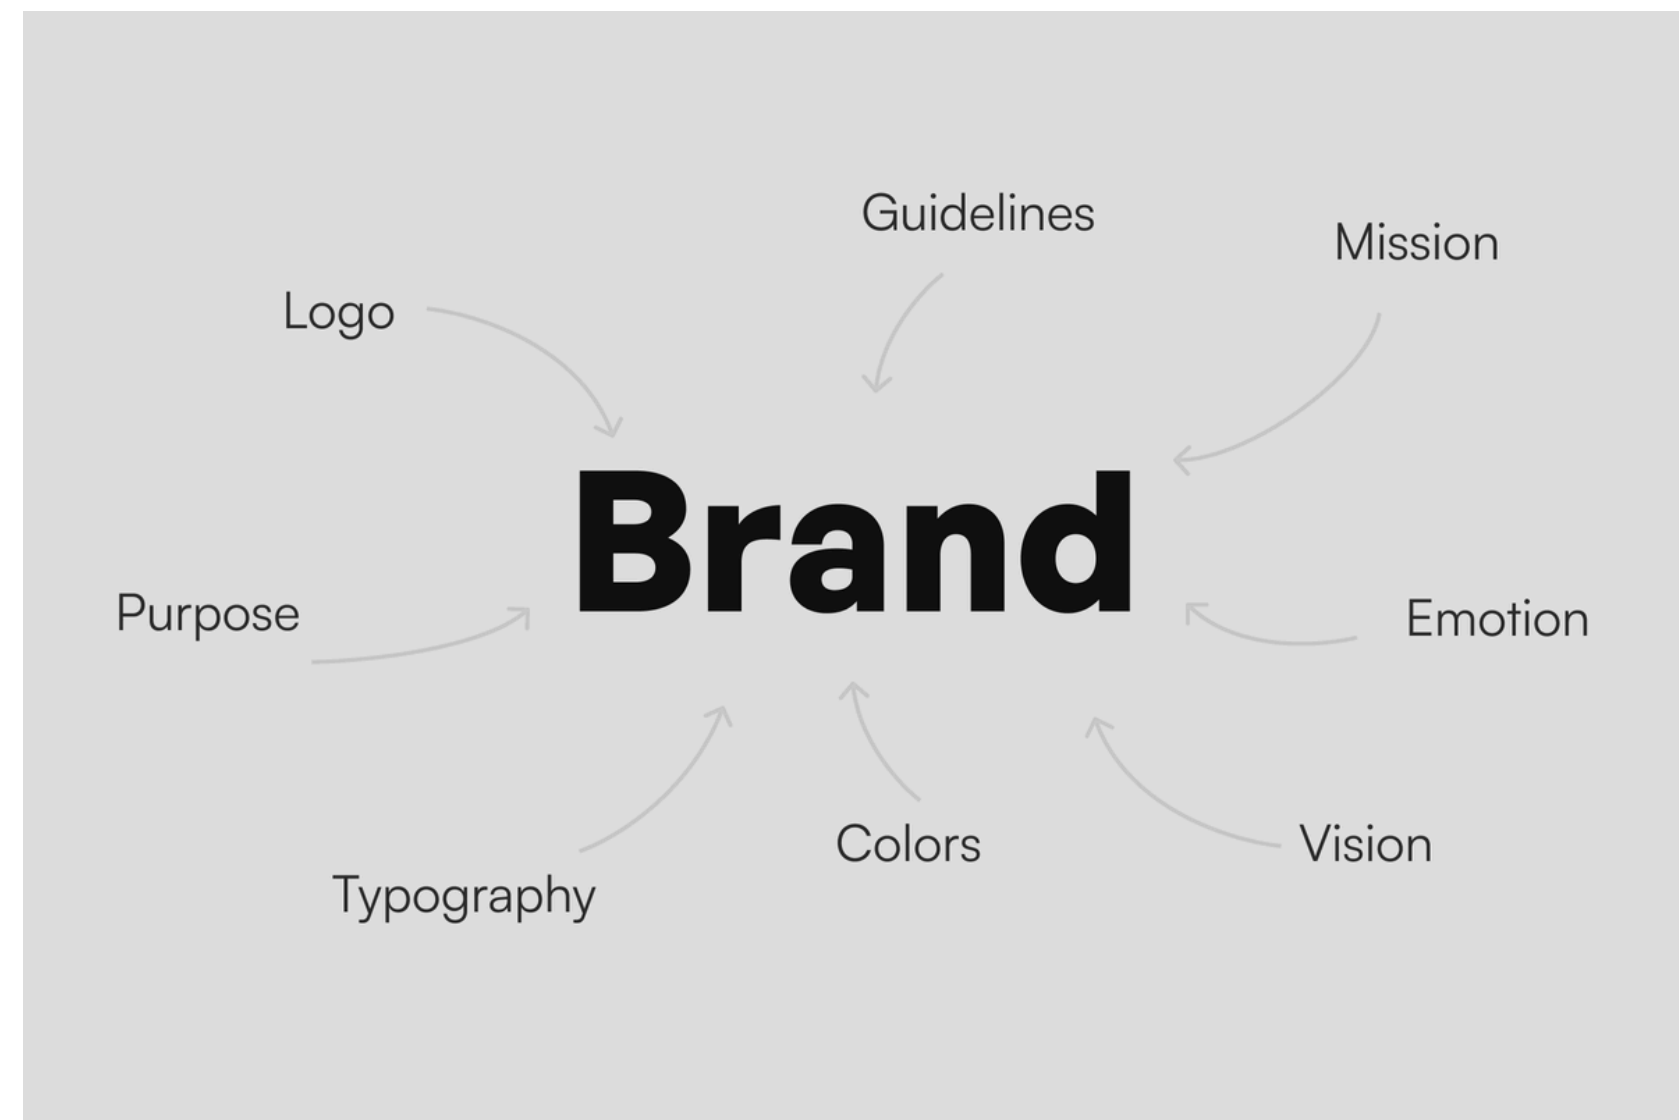 Guidelines
Mission
Logo
Brand
Purpose
Emotion
Colors
Vision
Typography